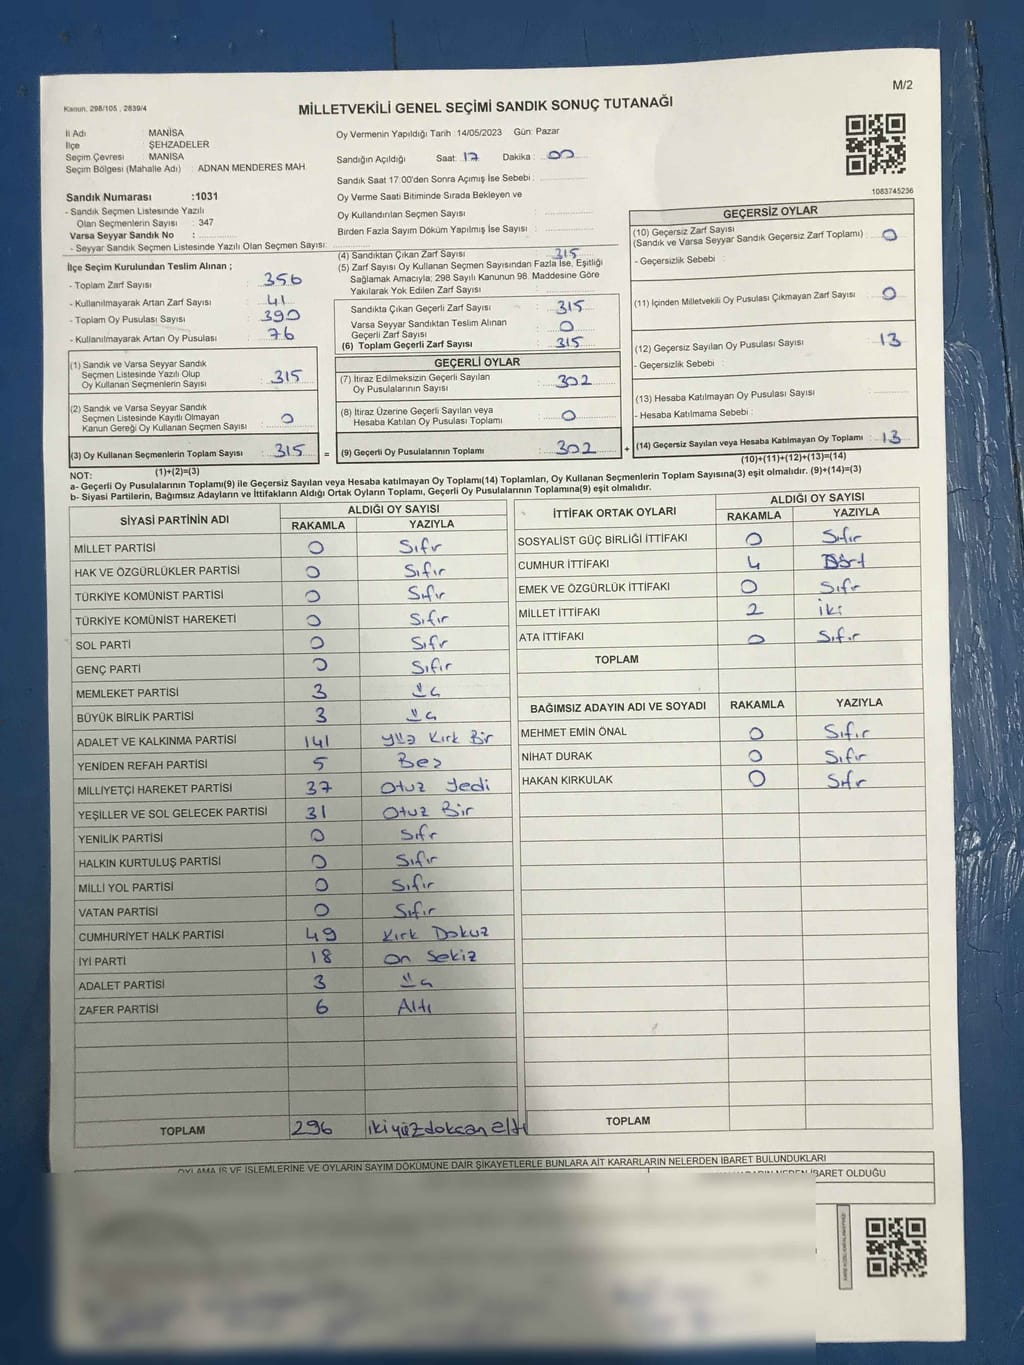 M/2
Kanun, 298/105 , 2839/4
MİLLETVEKİLİ GENEL SEÇİMİ SANDIK SONUÇ TUTANAĞI
İl Adı : MANİSA
İlçe : ŞEHZADELER
Seçim Çevresi : MANİSA
Seçim Bölgesi (Mahalle Adı) : ADNAN MENDERES MAH
Sandık Numarası :1031
- Sandık Seçmen Listesinde Yazılı
Olan Seçmenlerin Sayısı : 347
Varsa Seyyar Sandık No :
- Seyyar Sandık Seçmen Listesinde Yazılı Olan Seçmen Sayısı:
Oy Vermenin Yapıldığı Tarih :14/05/2023 Gün: Pazar
Sandığın Açıldığı Saat: 17 Dakika : 00
Sandık Saat 17.00'den Sonra Açımış İse Sebebi :
Oy Verme Saati Bitiminde Sırada Bekleyen ve
Oy Kullandırılan Seçmen Sayısı :
Birden Fazla Sayım Döküm Yapılmış İse Sayısı :
1083745236
İlçe Seçim Kurulundan Teslim Alınan ;
- Toplam Zarf Sayısı : 356
- Kullanılmayarak Artan Zarf Sayısı : 41
- Toplam Oy Pusulası Sayısı : 390
- Kullanılmayarak Artan Oy Pusulası : 76
(1) Sandık ve Varsa Seyyar Sandık
Seçmen Listesinde Yazılı Olup
Oy Kullanan Seçmenlerin Sayısı : 315
(2) Sandık ve Varsa Seyyar Sandık
Seçmen Listesinde Kayıtlı Olmayan
Kanun Gereği Oy Kullanan Seçmen Sayısı : 0
(3) Oy Kullanan Seçmenlerin Toplam Sayısı : 315 =
(1)+(2)=(3)
(4) Sandıktan Çıkan Zarf Sayısı : 315
(5) Zarf Sayısı Oy Kullanan Seçmen Sayısından Fazla İse, Eşitliği
Sağlamak Amacıyla; 298 Sayılı Kanunun 98. Maddesine Göre
Yakılarak Yok Edilen Zarf Sayısı :
Sandıkta Çıkan Geçerli Zarf Sayısı : 315
Varsa Seyyar Sandıktan Teslim Alınan
Geçerli Zarf Sayısı : 0
(6) Toplam Geçerli Zarf Sayısı : 315
GEÇERLİ OYLAR
(7) İtiraz Edilmeksizin Geçerli Sayılan
Oy Pusulalarının Sayısı : 302
(8) İtiraz Üzerine Geçerli Sayılan veya
Hesaba Katılan Oy Pusulası Toplamı : 0
(9) Geçerli Oy Pusulalarının Toplamı : 302 +
GEÇERSİZ OYLAR
(10) Geçersiz Zarf Sayısı
(Sandık ve Varsa Seyyar Sandık Geçersiz Zarf Toplamı) : 0
- Geçersizlik Sebebi :
(11) İçinden Milletvekili Oy Pusulası Çıkmayan Zarf Sayısı : 0
(12) Geçersiz Sayılan Oy Pusulası Sayısı : 13
- Geçersizlik Sebebi :
(13) Hesaba Katılmayan Oy Pusulası Sayısı :
- Hesaba Katılmama Sebebi :
(14) Geçersiz Sayılan veya Hesaba Katılmayan Oy Toplamı : 13
(10)+(11)+(12)+(13)=(14)
NOT:
a- Geçerli Oy Pusulalarının Toplamı(9) ile Geçersiz Sayılan veya Hesaba katılmayan Oy Toplamı(14) Toplamları, Oy Kullanan Seçmenlerin Toplam Sayısına(3) eşit olmalıdır. (9)+(14)=(3)
b- Siyasi Partilerin, Bağımsız Adayların ve İttifakların Aldığı Ortak Oyların Toplamı, Geçerli Oy Pusulalarının Toplamına(9) eşit olmalıdır.
SİYASİ PARTİNİN ADI ALDIĞI OY SAYISI
RAKAMLA YAZIYLA
MİLLET PARTİSİ 0 Sıfır
HAK VE ÖZGÜRLÜKLER PARTİSİ 0 Sıfır
TÜRKİYE KOMÜNİST PARTİSİ 0 Sıfır
TÜRKİYE KOMÜNİST HAREKETİ 0 Sıfır
SOL PARTİ 0 Sıfır
GENÇ PARTİ 0 Sıfır
MEMLEKET PARTİSİ 3 üç
BÜYÜK BİRLİK PARTİSİ 3 üç
ADALET VE KALKINMA PARTİSİ 141 Yüz Kırk Bir
YENİDEN REFAH PARTİSİ 5 Beş
MİLLİYETÇİ HAREKET PARTİSİ 37 Otuz Yedi
YEŞİLLER VE SOL GELECEK PARTİSİ 31 Otuz Bir
YENİLİK PARTİSİ 0 Sıfır
HALKIN KURTULUŞ PARTİSİ 0 Sıfır
MİLLİ YOL PARTİSİ 0 Sıfır
VATAN PARTİSİ 0 Sıfır
CUMHURİYET HALK PARTİSİ 49 Kırk Dokuz
İYİ PARTİ 18 On Sekiz
ADALET PARTİSİ 3 üç
ZAFER PARTİSİ 6 Altı
TOPLAM 296 ikiyüzdoksan altı
İTTİFAK ORTAK OYLARI ALDIĞI OY SAYISI
RAKAMLA YAZIYLA
SOSYALİST GÜÇ BİRLİĞİ İTTİFAKI 0 Sıfır
CUMHUR İTTİFAKI 4 Dört
EMEK VE ÖZGÜRLÜK İTTİFAKI 0 Sıfır
MİLLET İTTİFAKI 2 iki
ATA İTTİFAKI 0 Sıfır
TOPLAM
BAĞIMSIZ ADAYIN ADI VE SOYADI RAKAMLA YAZIYLA
MEHMET EMİN ÖNAL 0 Sıfır
NİHAT DURAK 0 Sıfır
HAKAN KIRKULAK 0 Sıfır
TOPLAM
OYLAMA İŞ VE İŞLEMLERİNE VE OYLARIN SAYIM DÖKÜMÜNE DAİR ŞİKAYETLERLE BUNLARA AİT KARARLARIN NELERDEN İBARET BULUNDUKLARI
NEDEN İBARET OLDUĞU